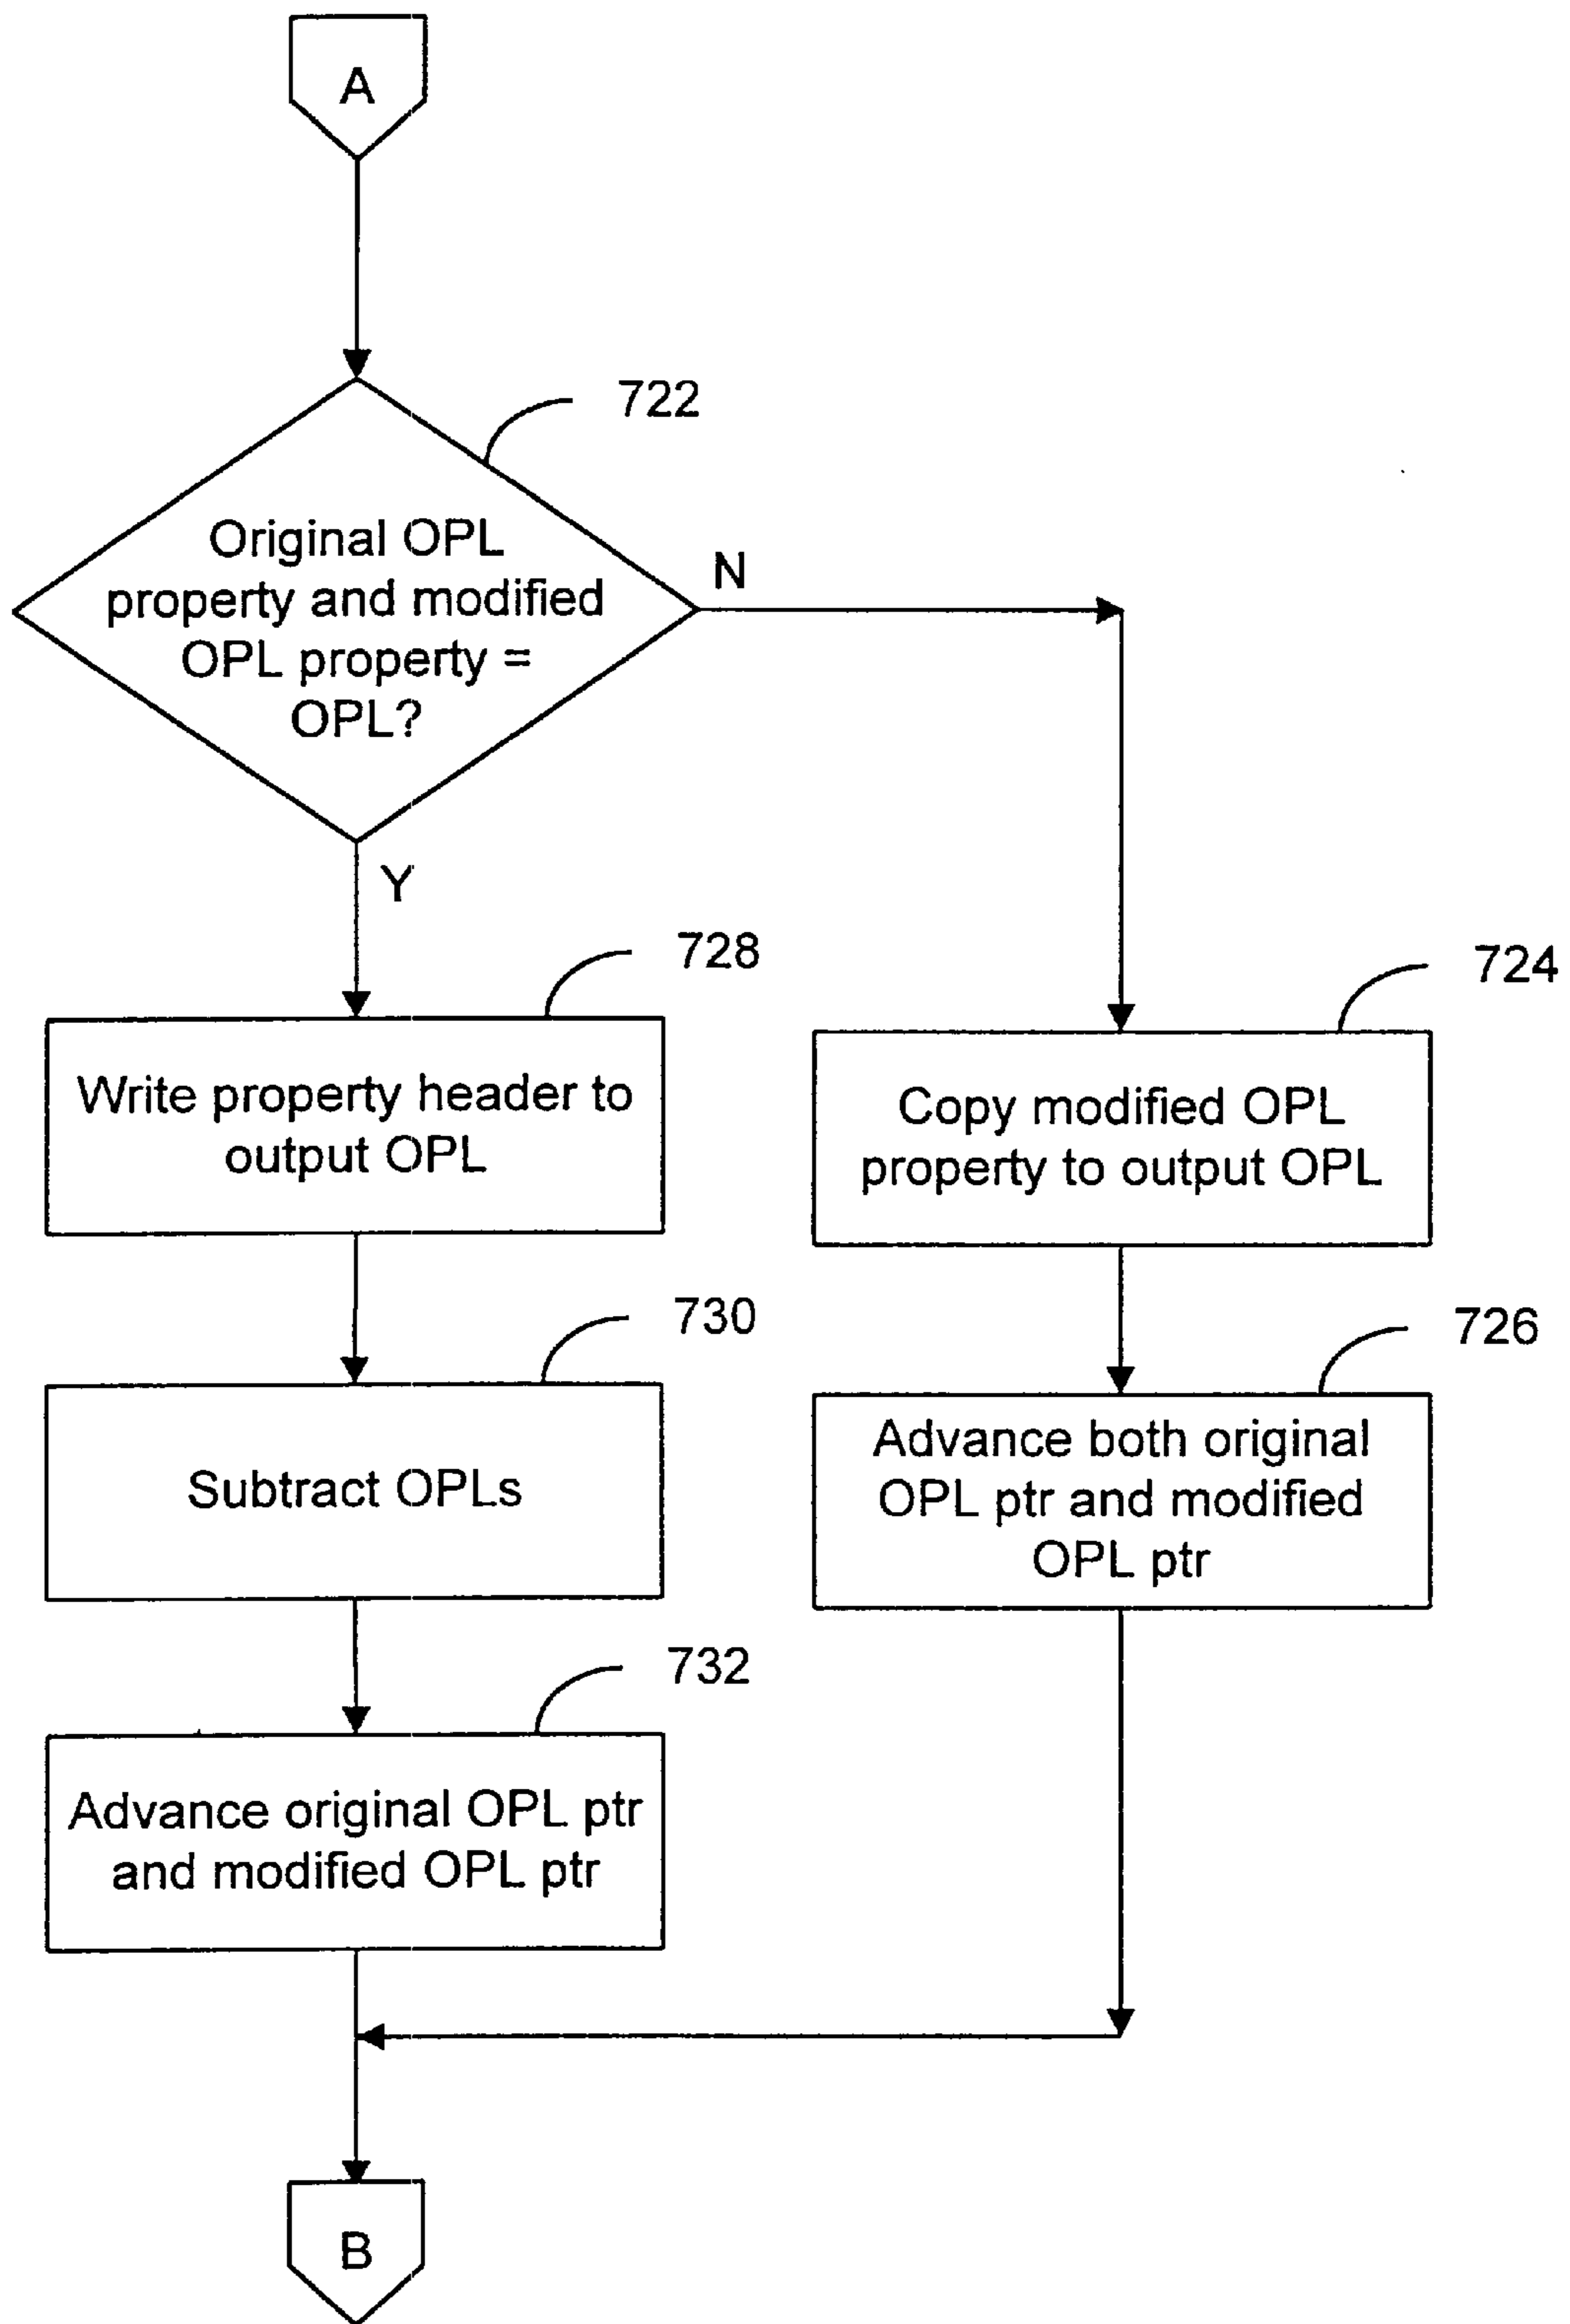 A
722
Original OPL
property and modified
OPL property =
OPL?
N
Y
728
724
Write property header to
output OPL
Copy modified OPL
property to output OPL
730
726
Subtract OPLs
Advance both original
OPL ptr and modified
OPL ptr
732
Advance original OPL ptr
and modified OPL ptr
B